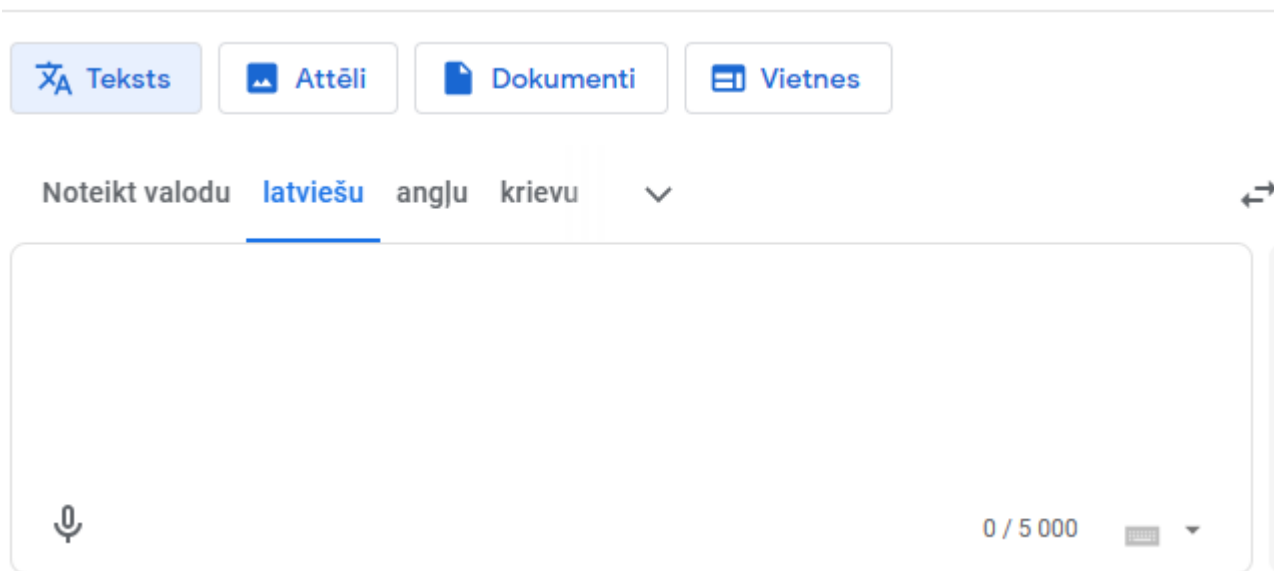 Teksts Attēli Dokumenti Vietnes
Noteikt valodu latviešu angļu krievu
0 / 5 000